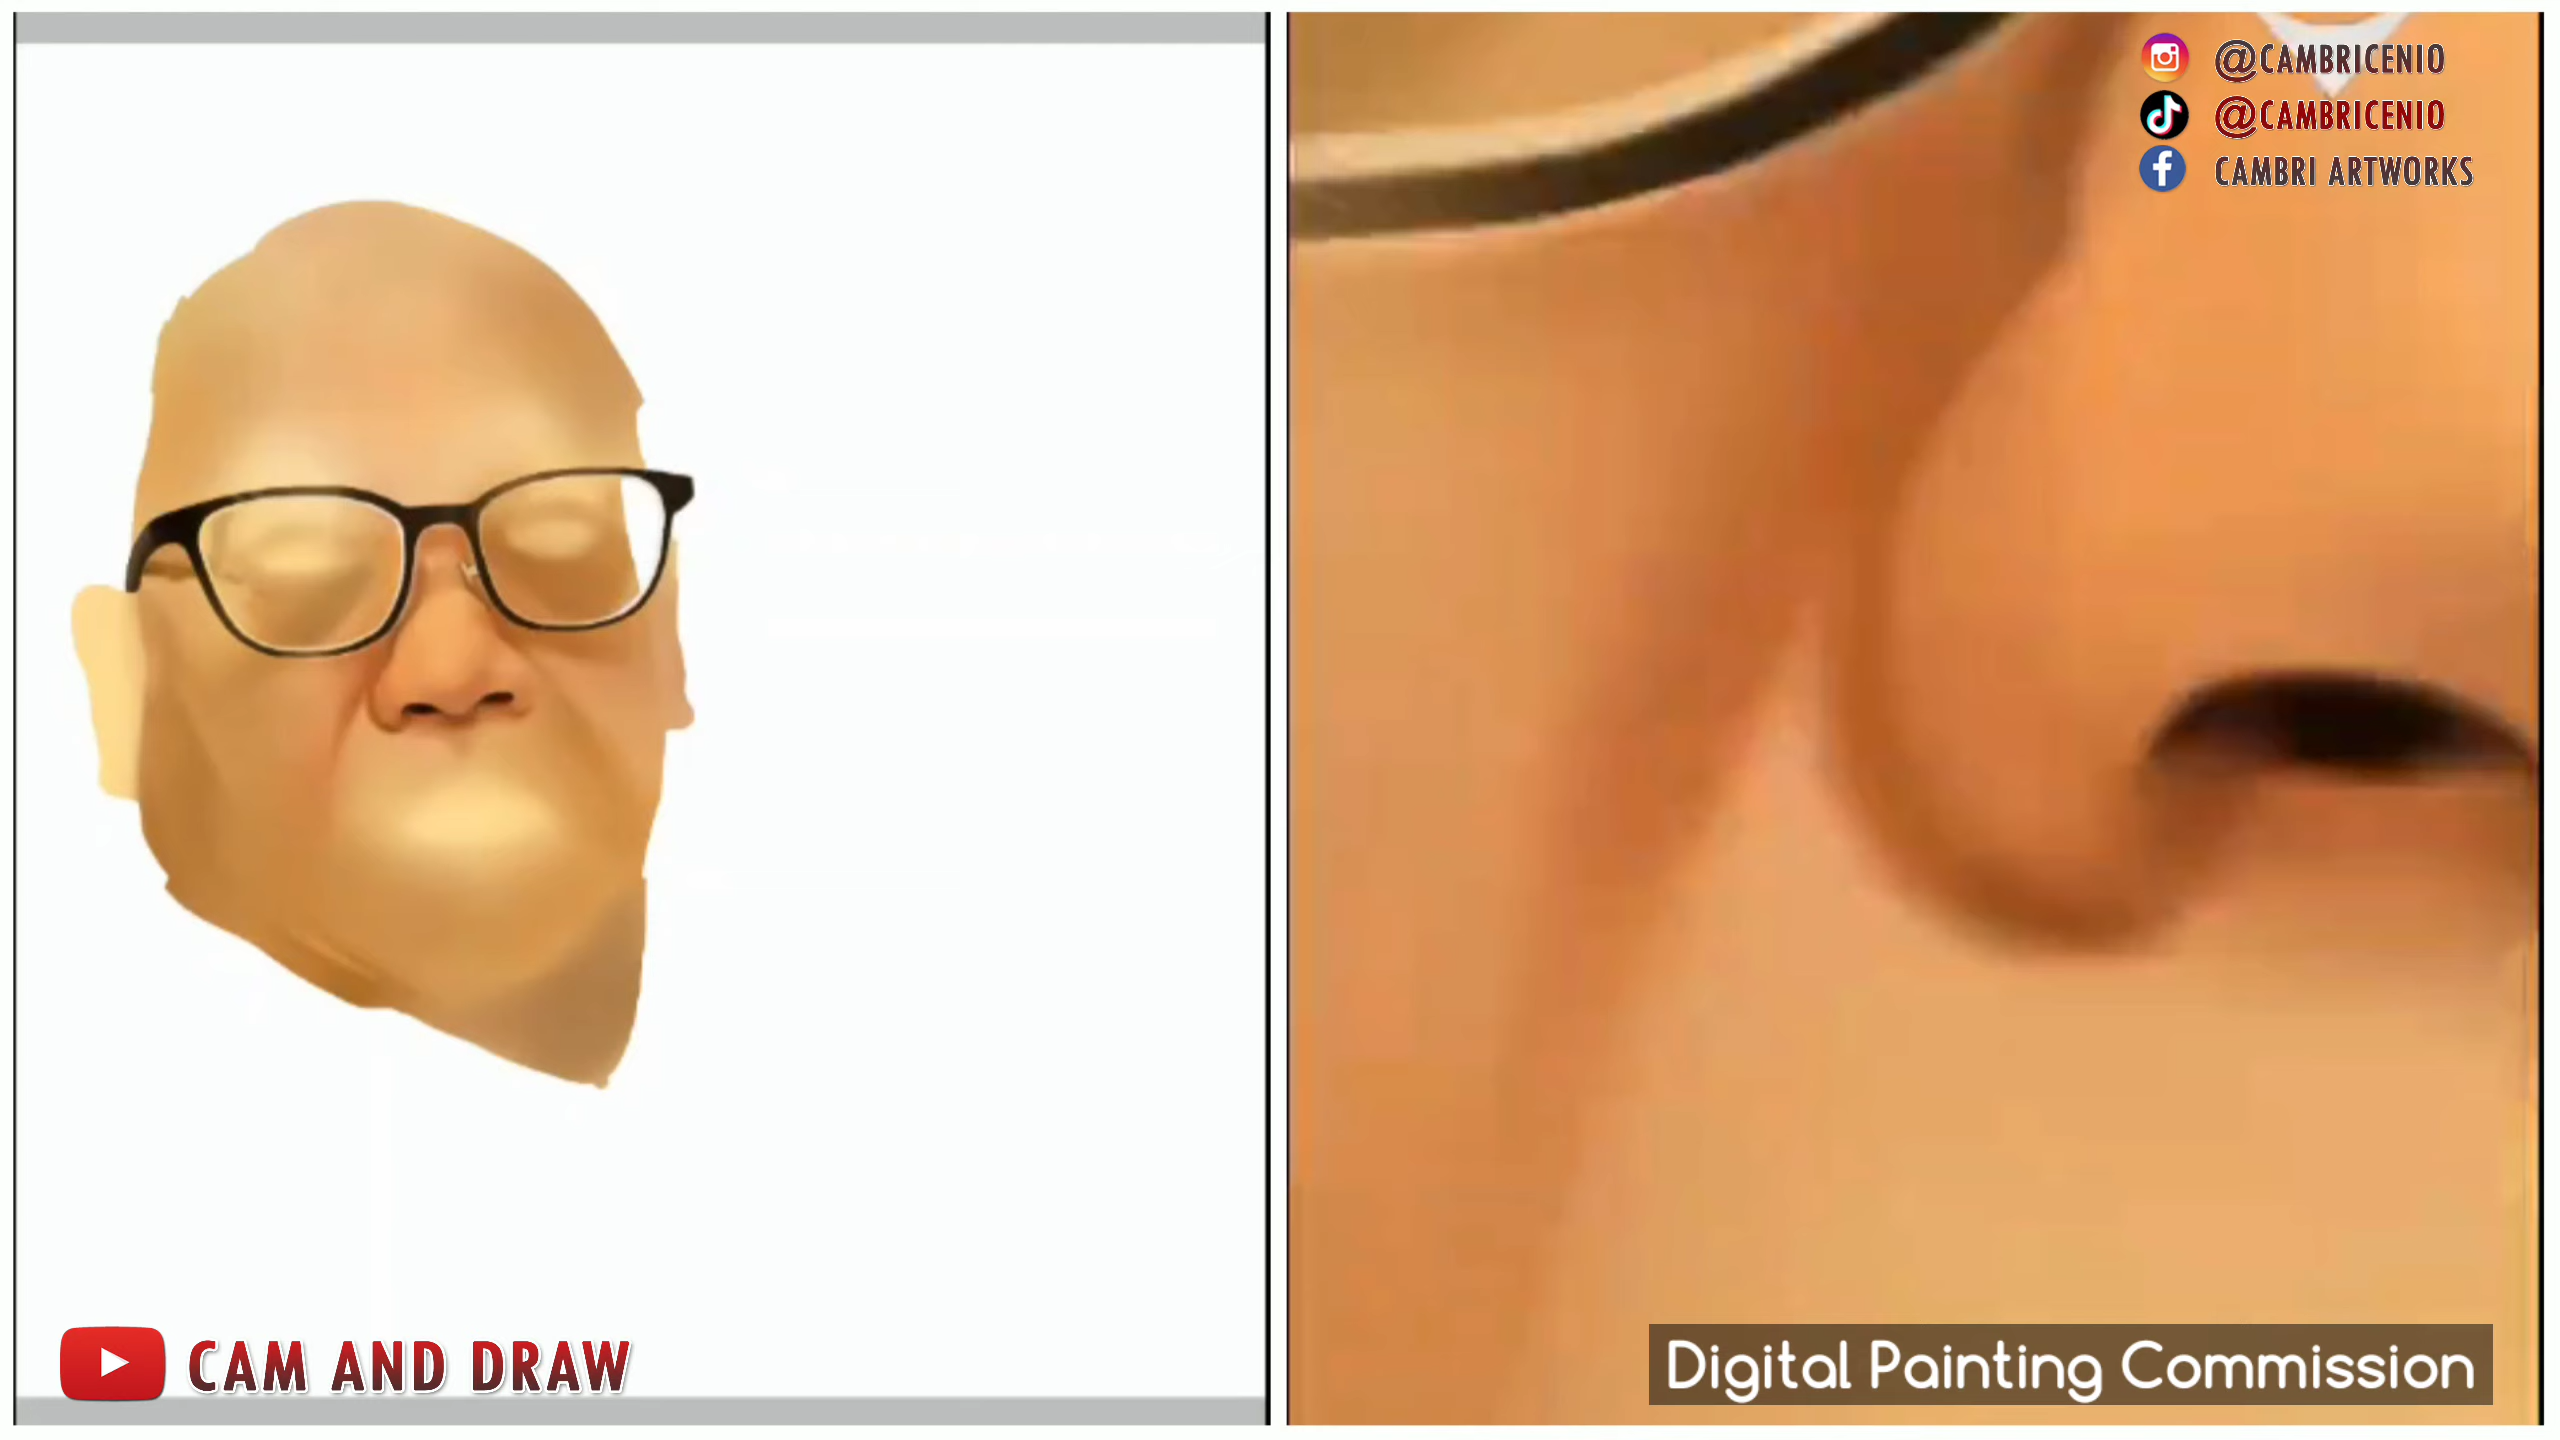 @CAMBRICENIO
@CAMBRICENIO
CAMBRI ARTWORKS
CAM AND DRAW
Digital Painting Commission